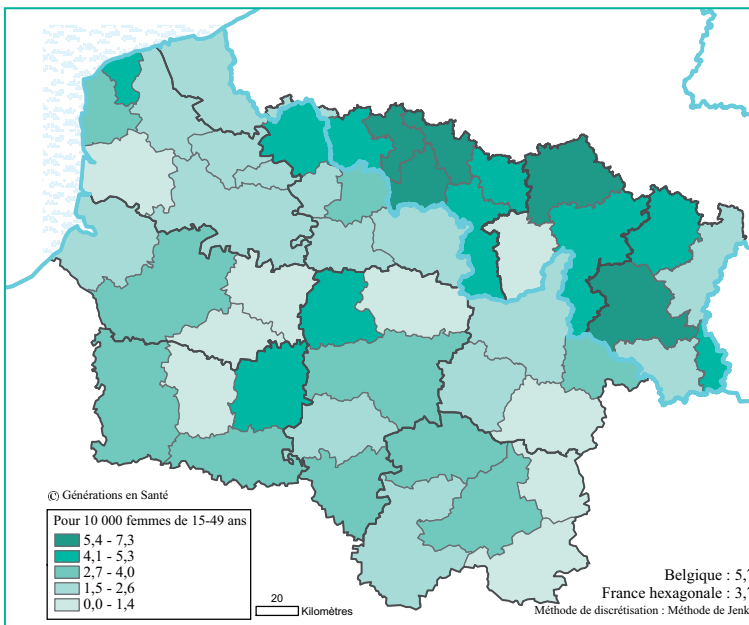 © Générations en Santé
Pour 10 000 femmes de 15-49 ans
5,4 - 7,3
4,1 - 5,3
2,7 - 4,0
1,5 - 2,6
0,0 - 1,4
20
Kilomètres
Belgique : 5,
France hexagonale : 3,
Méthode de discrétisation : Méthode de Jenk